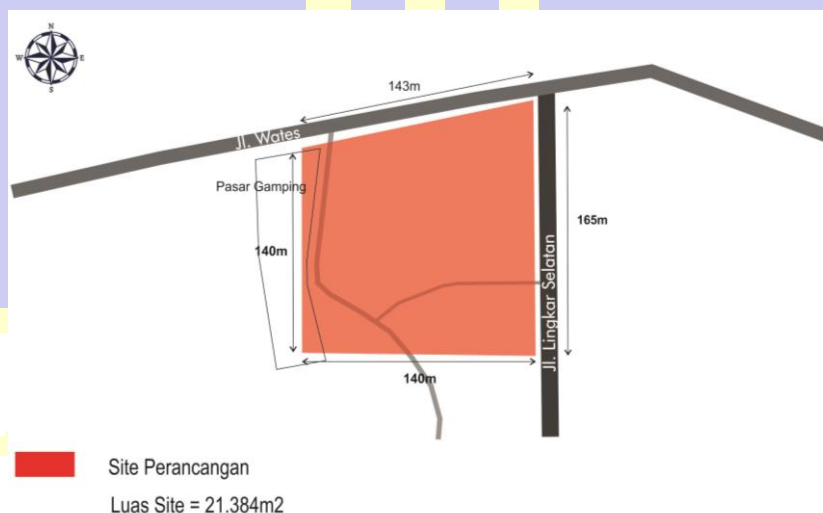 N
W E
S
143m
Jl. Wates
Pasar Gamping
140m
165m
Jl. Lingkar Selatan
140m
Site Perancangan
Luas Site = 21.384m2